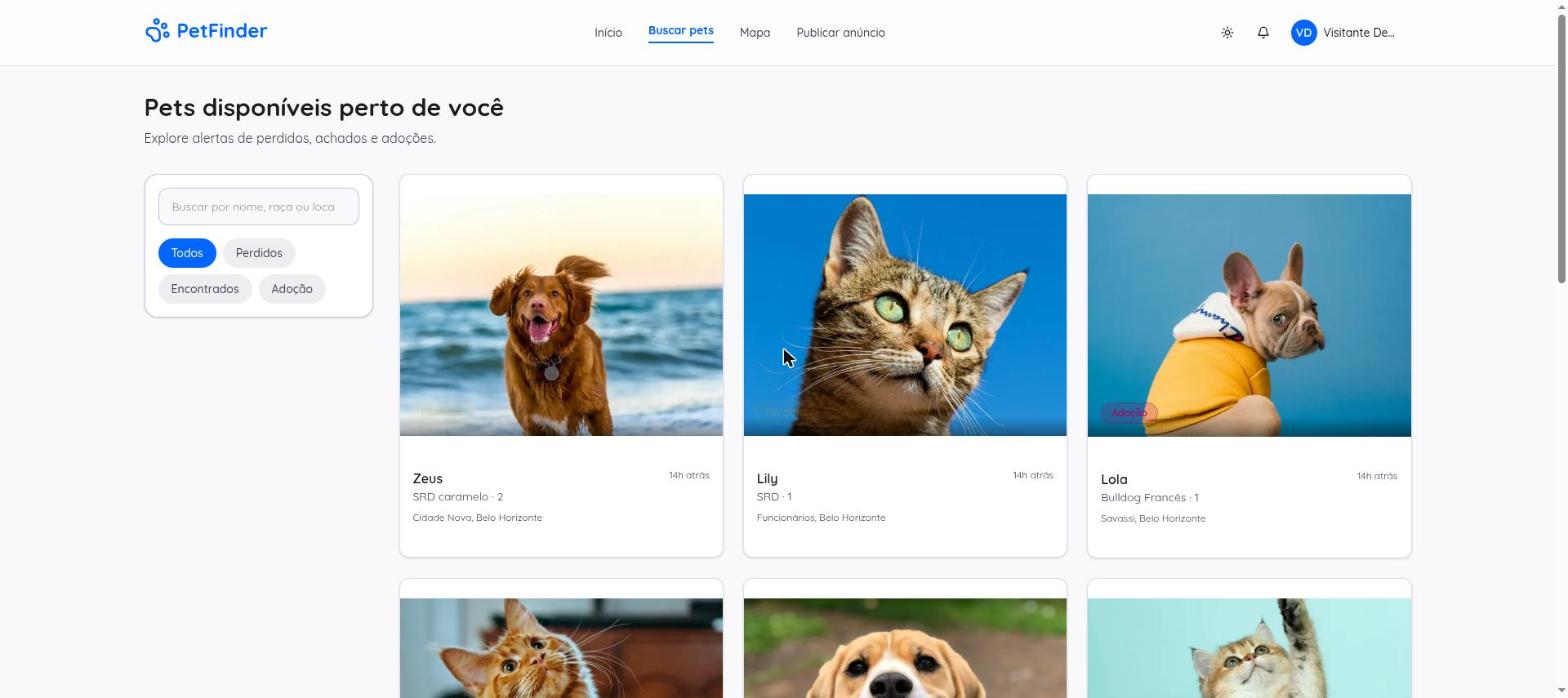 PetFinder
Início
Buscar pets
Mapa
Publicar anúncio
VD
Visitante De...
Pets disponíveis perto de você
Explore alertas de perdidos, achados e adoções.
Buscar por nome, raça ou loca
Todos
Perdidos
Encontrados
Adoção
Adoção
Zeus
14h atrás
SRD caramelo · 2
Cidade Nova, Belo Horizonte
Lily
14h atrás
SRD · 1
Funcionários, Belo Horizonte
Lola
14h atrás
Bulldog Francês · 1
Savassi, Belo Horizonte